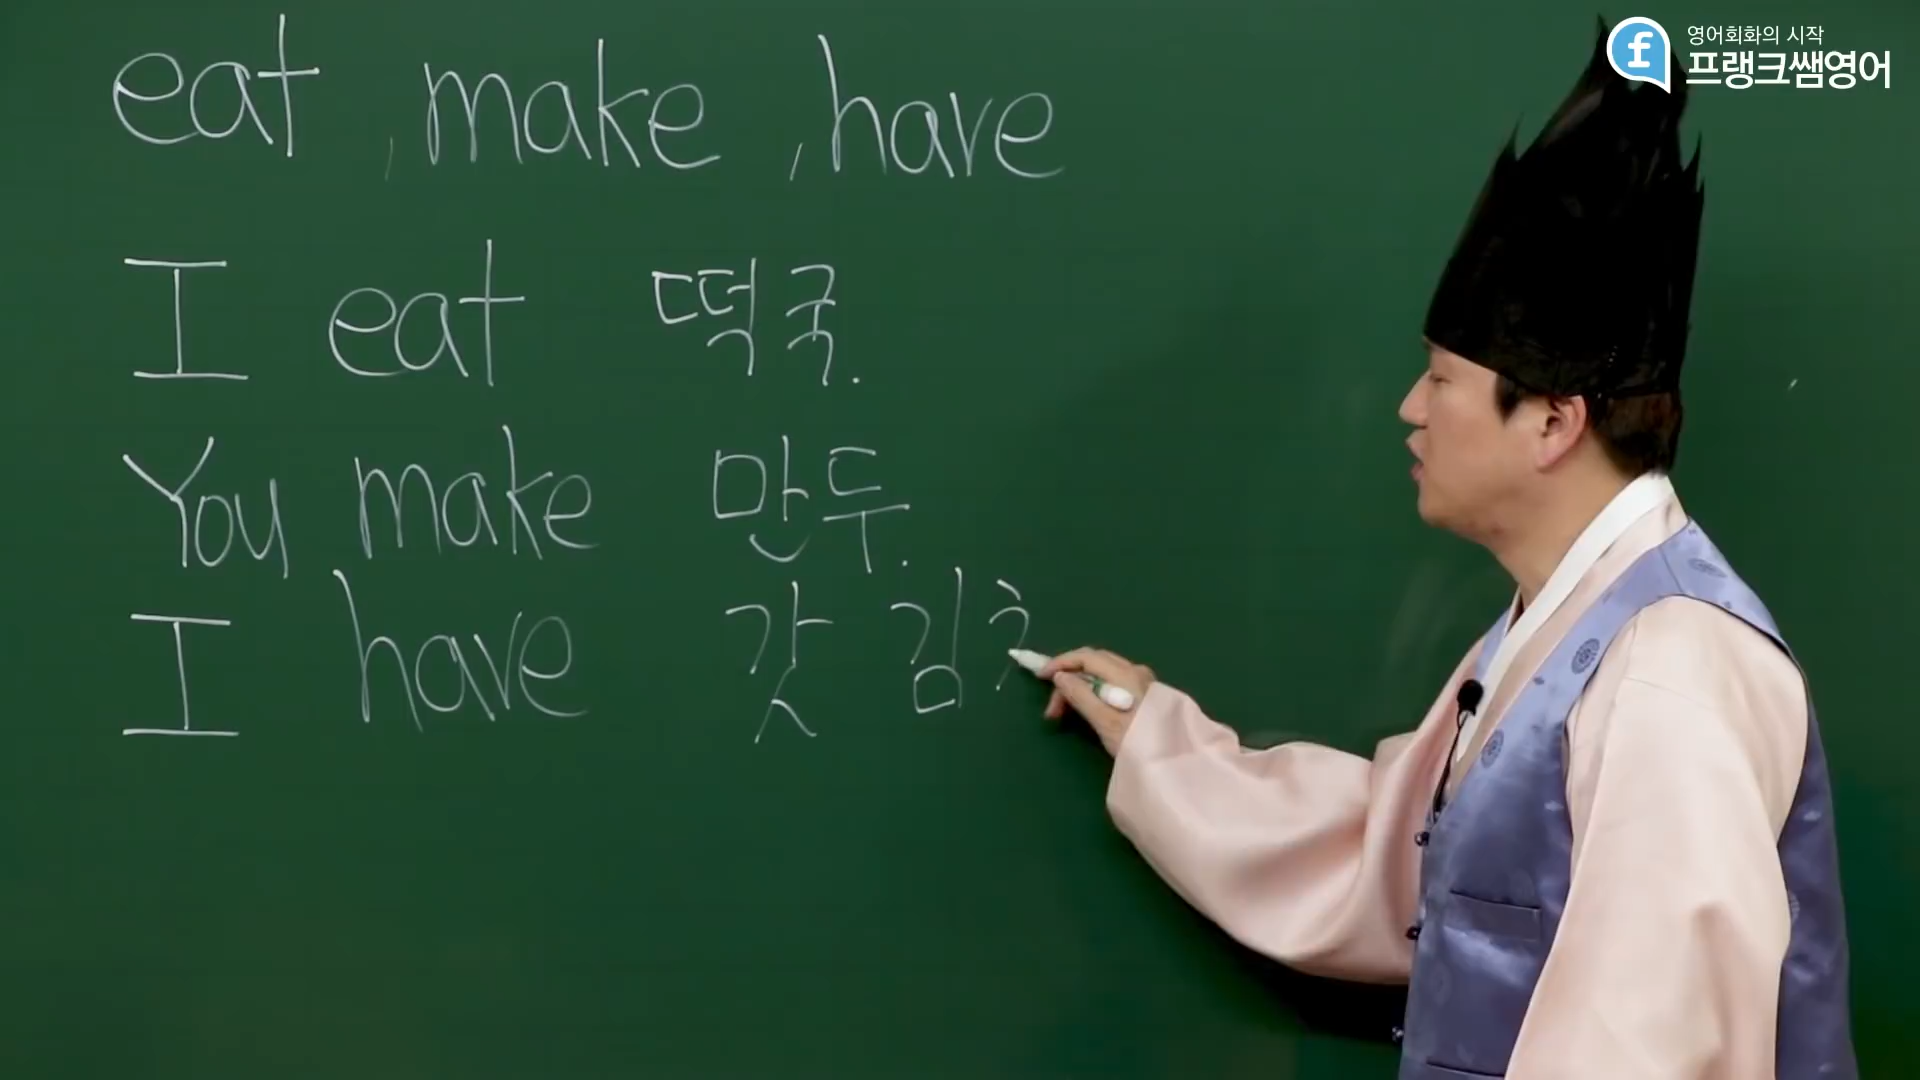 영어회화의 시작
프랭크쌤영어
eat , make , have
I eat 떡국.
You make 만두.
I have 갓 김